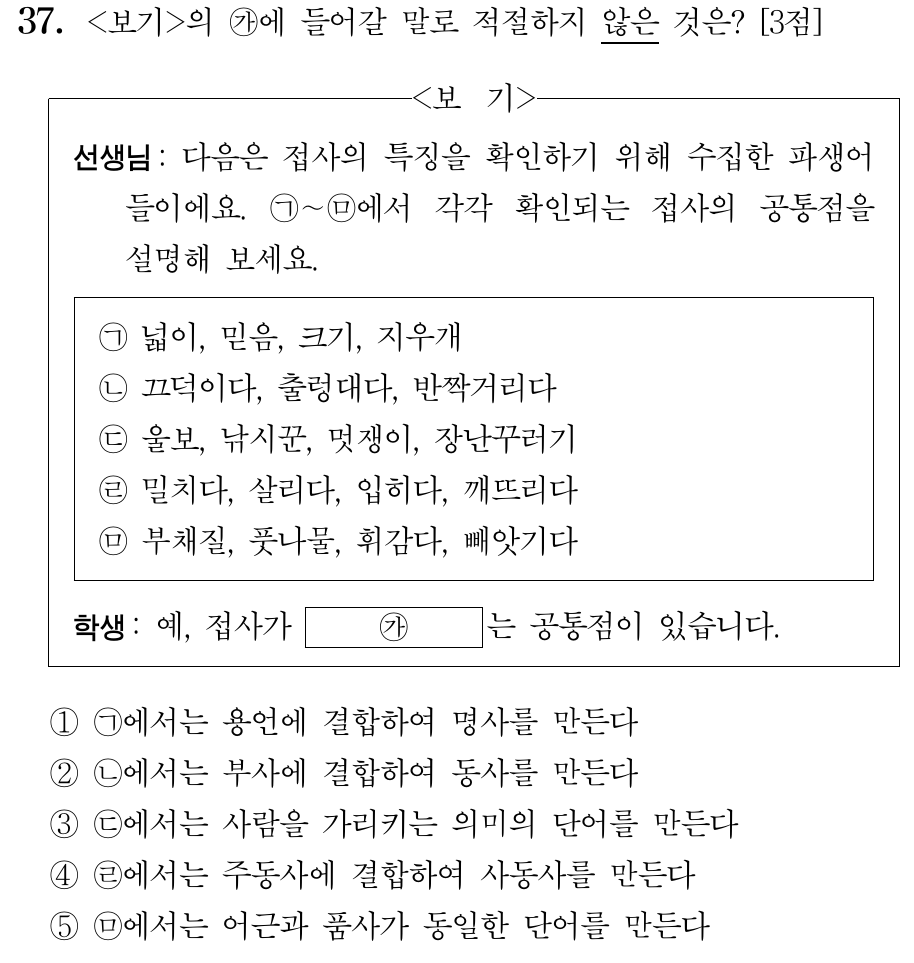 37. <보기>의 ㉮에 들어갈 말로 적절하지 않은 것은? [3점]
<보 기>
선생님 : 다음은 접사의 특징을 확인하기 위해 수집한 파생어
들이에요. ㉠~㉤에서 각각 확인되는 접사의 공통점을
설명해 보세요.
㉠ 넓이, 믿음, 크기, 지우개
㉡ 끄덕이다, 출렁대다, 반짝거리다
㉢ 울보, 낚시꾼, 멋쟁이, 장난꾸러기
㉣ 밀치다, 살리다, 입히다, 깨뜨리다
㉤ 부채질, 풋나물, 휘감다, 빼앗기다
학생 : 예, 접사가 ㉮ 는 공통점이 있습니다.
① ㉠에서는 용언에 결합하여 명사를 만든다
② ㉡에서는 부사에 결합하여 동사를 만든다
③ ㉢에서는 사람을 가리키는 의미의 단어를 만든다
④ ㉣에서는 주동사에 결합하여 사동사를 만든다
⑤ ㉤에서는 어근과 품사가 동일한 단어를 만든다